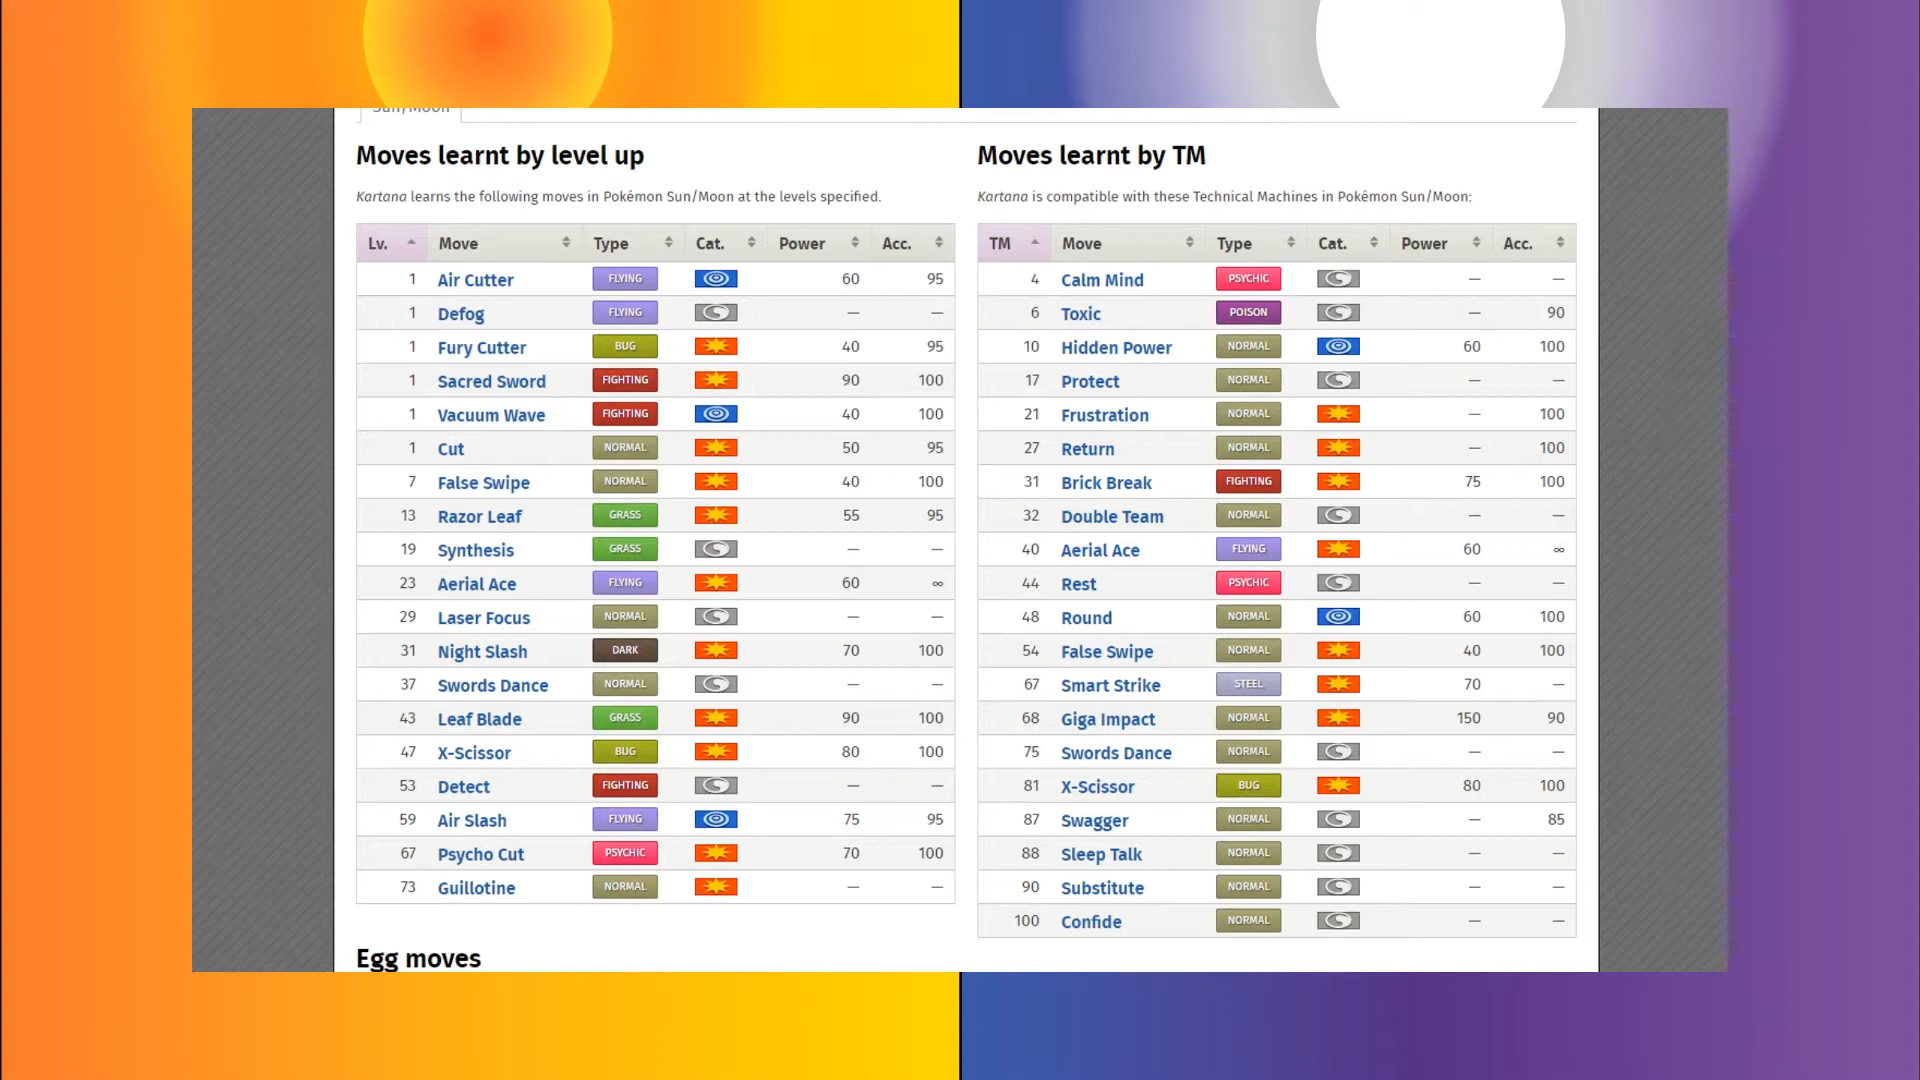 Sun/Moon
Moves learnt by level up
Kartana learns the following moves in Pokémon Sun/Moon at the levels specified.
Lv. Move Type Cat. Power Acc.
1 Air Cutter FLYING 60 95
1 Defog FLYING — —
1 Fury Cutter BUG 40 95
1 Sacred Sword FIGHTING 90 100
1 Vacuum Wave FIGHTING 40 100
1 Cut NORMAL 50 95
7 False Swipe NORMAL 40 100
13 Razor Leaf GRASS 55 95
19 Synthesis GRASS — —
23 Aerial Ace FLYING 60 ∞
29 Laser Focus NORMAL — —
31 Night Slash DARK 70 100
37 Swords Dance NORMAL — —
43 Leaf Blade GRASS 90 100
47 X-Scissor BUG 80 100
53 Detect FIGHTING — —
59 Air Slash FLYING 75 95
67 Psycho Cut PSYCHIC 70 100
73 Guillotine NORMAL — —
Egg moves
Moves learnt by TM
Kartana is compatible with these Technical Machines in Pokémon Sun/Moon:
TM Move Type Cat. Power Acc.
4 Calm Mind PSYCHIC — —
6 Toxic POISON — 90
10 Hidden Power NORMAL 60 100
17 Protect NORMAL — —
21 Frustration NORMAL — 100
27 Return NORMAL — 100
31 Brick Break FIGHTING 75 100
32 Double Team NORMAL — —
40 Aerial Ace FLYING 60 ∞
44 Rest PSYCHIC — —
48 Round NORMAL 60 100
54 False Swipe NORMAL 40 100
67 Smart Strike STEEL 70 —
68 Giga Impact NORMAL 150 90
75 Swords Dance NORMAL — —
81 X-Scissor BUG 80 100
87 Swagger NORMAL — 85
88 Sleep Talk NORMAL — —
90 Substitute NORMAL — —
100 Confide NORMAL — —